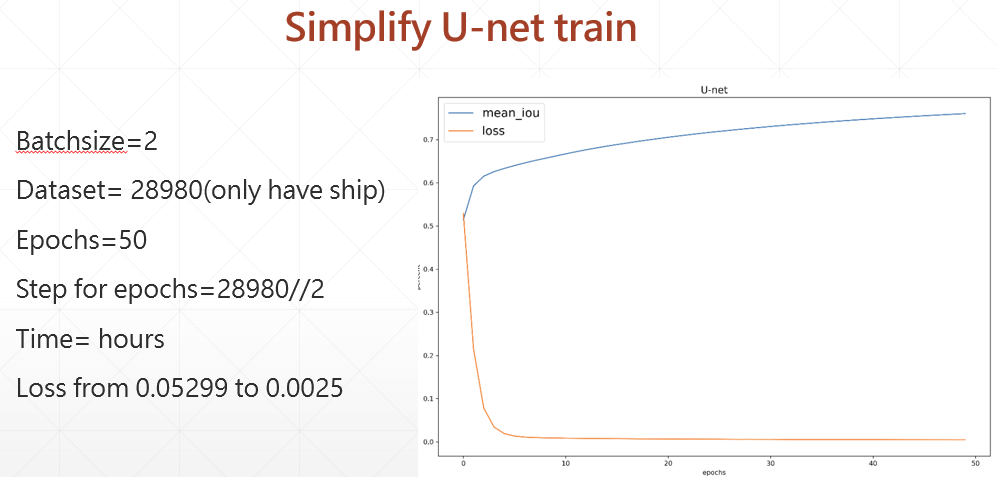 Simplify U-net train
Batchsize=2
Dataset= 28980(only have ship)
Epochs=50
Step for epochs=28980//2
Time= hours
Loss from 0.05299 to 0.0025
U-net
mean_iou
loss
0.7
0.6
0.5
0.4
0.3
0.2
0.1
0.0
0 10 20 30 40 50
epochs